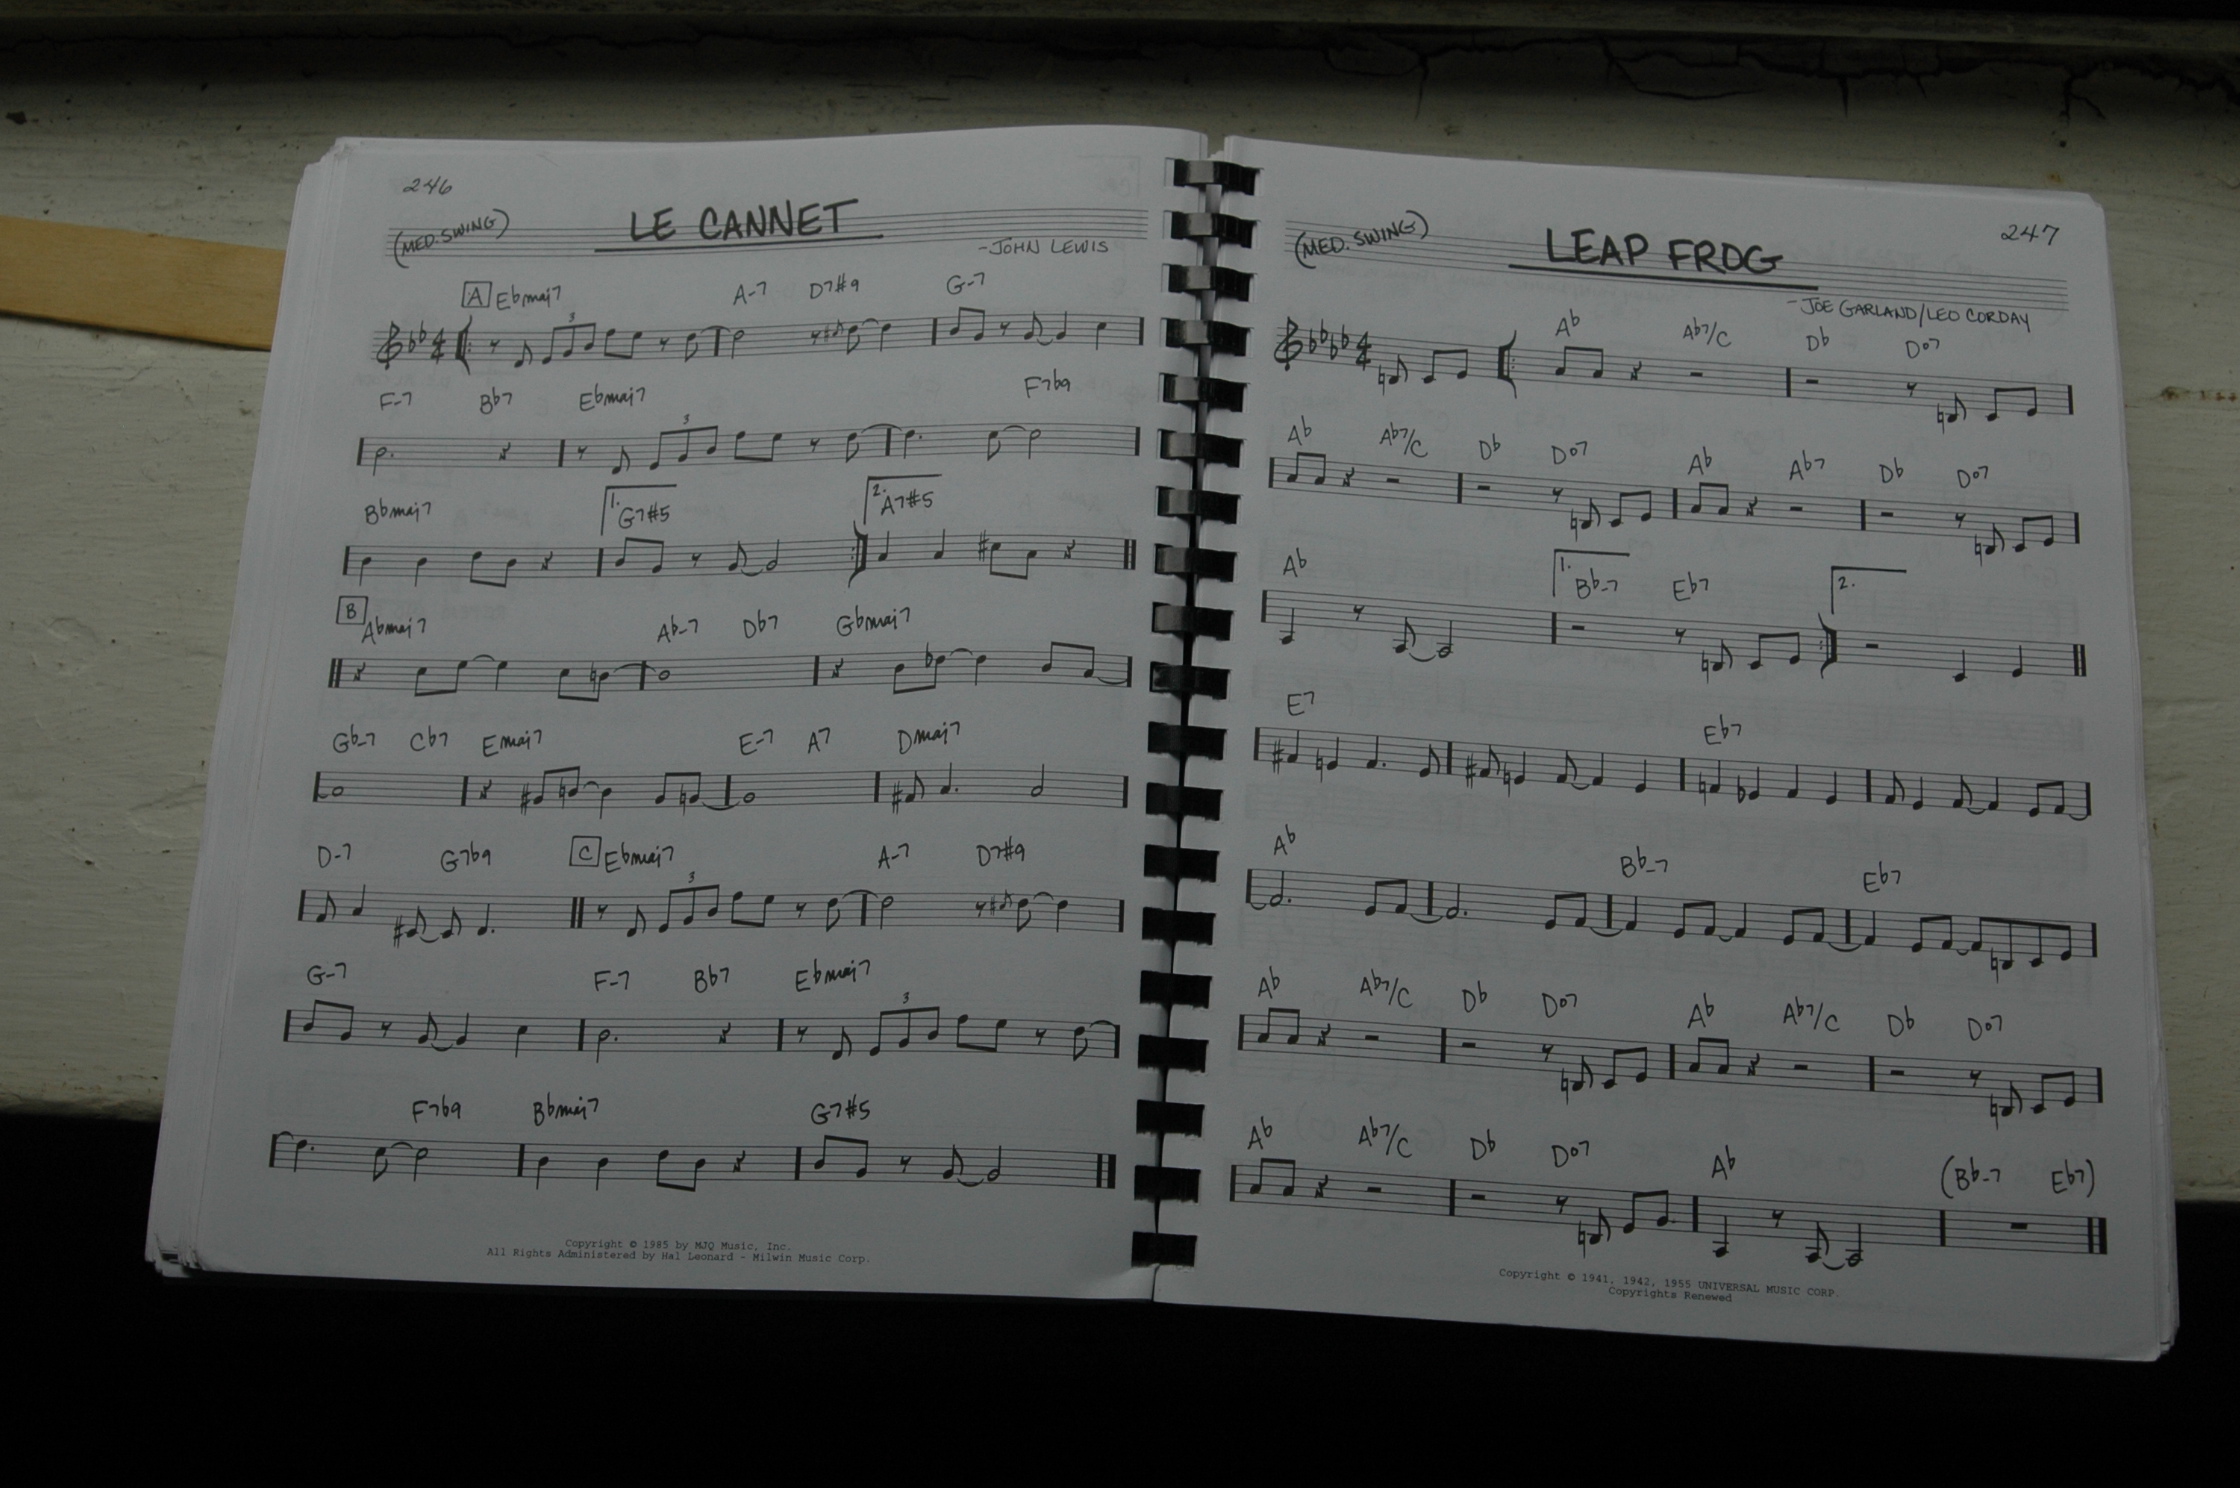 246
LE CANNET
(MED. SWING)
-JOHN LEWIS
A Ebmaj7 A-7 D7#9 G-7
3
F-7 Bb7 Ebmaj7 F7b9
3
Bbmaj7 1. G7#5 2. A7#5
B Abmaj7 Ab-7 Db7 Gbmaj7
Gb-7 Cb7 Emaj7 E-7 A7 Dmaj7
D-7 G7b9 C Ebmaj7 A-7 D7#9
3
G-7 F-7 Bb7 Ebmaj7
3
F7b9 Bbmaj7 G7#5
Copyright © 1985 by MJQ Music, Inc.
All Rights Administered by Hal Leonard - Milwin Music Corp.
247
LEAP FROG
(MED. SWING)
-JOE GARLAND/LEO CORDAY
Ab Ab7/C Db D°7
4
4
Ab Ab7/C Db D°7 Ab Ab7 Db D°7
Ab 1. Bb-7 Eb7 2.
E7 Eb7
Ab Bb-7 Eb7
Ab Ab7/C Db D°7 Ab Ab7/C Db D°7
Ab Ab7/C Db D°7 Ab (Bb-7 Eb7)
Copyright © 1941, 1942, 1955 UNIVERSAL MUSIC CORP.
Copyrights Renewed